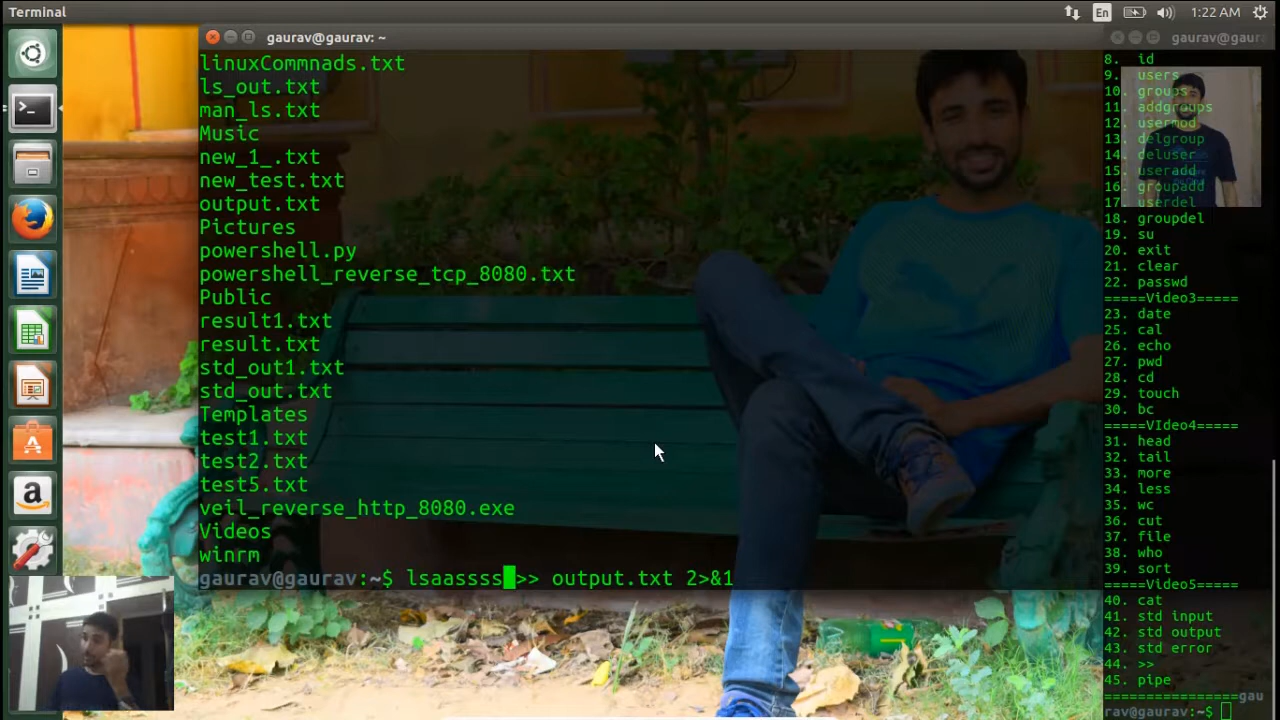 Terminal
En
1:22 AM
gaurav@gaurav: ~
linuxCommnads.txt
ls_out.txt
man_ls.txt
Music
new_1_.txt
new_test.txt
output.txt
Pictures
powershell.py
powershell_reverse_tcp_8080.txt
Public
result1.txt
result.txt
std_out1.txt
std_out.txt
Templates
test1.txt
test2.txt
test5.txt
veil_reverse_http_8080.exe
Videos
winrm
gaurav@gaurav:~$ lsaassss >> output.txt 2>&1
gaurav@gaura
8. id
9. users
10. groups
11. addgroups
12. usermod
13. delgroup
14. deluser
15. useradd
16. groupadd
17. userdel
18. groupdel
19. su
20. exit
21. clear
22. passwd
=====Video3=====
23. date
25. cal
26. echo
27. pwd
28. cd
29. touch
30. bc
=====VIdeo4=====
31. head
32. tail
33. more
34. less
35. wc
36. cut
37. file
38. who
39. sort
=====Video5=====
40. cat
41. std input
42. std output
43. std error
44. >>
45. pipe
================gau
rav@gaurav:~$